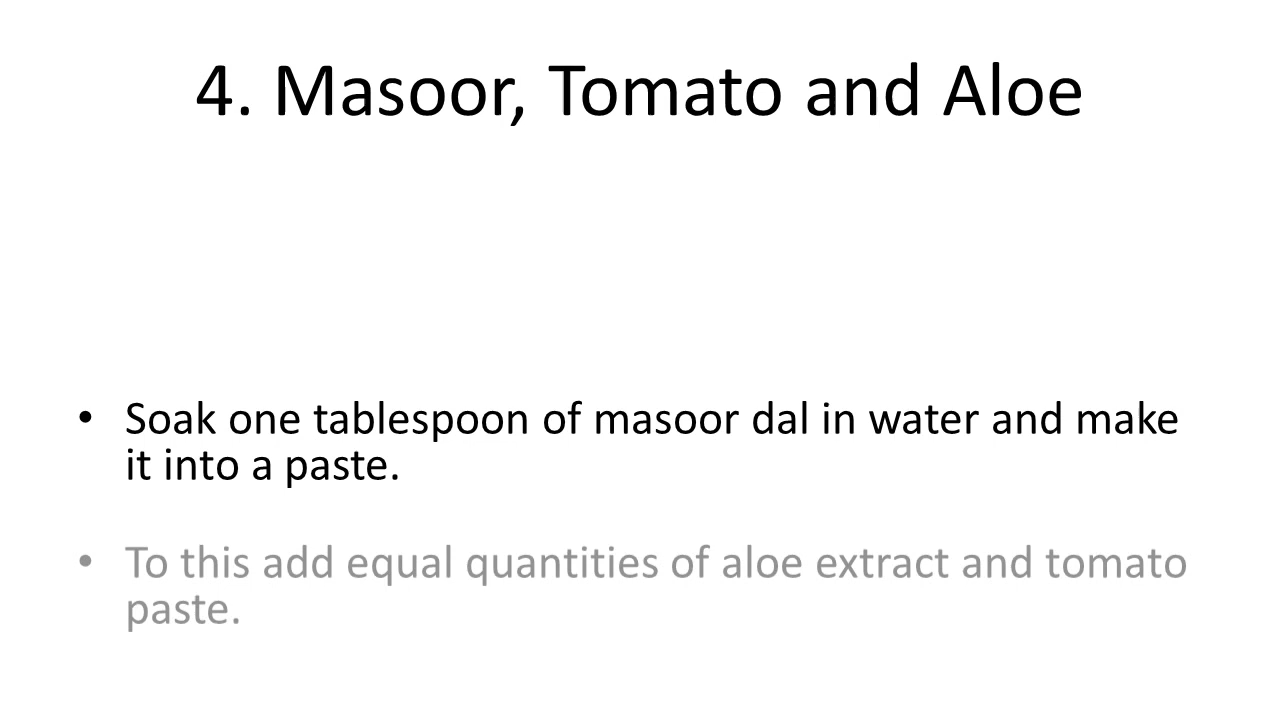 4. Masoor, Tomato and Aloe
• Soak one tablespoon of masoor dal in water and make
it into a paste.
• To this add equal quantities of aloe extract and tomato
paste.